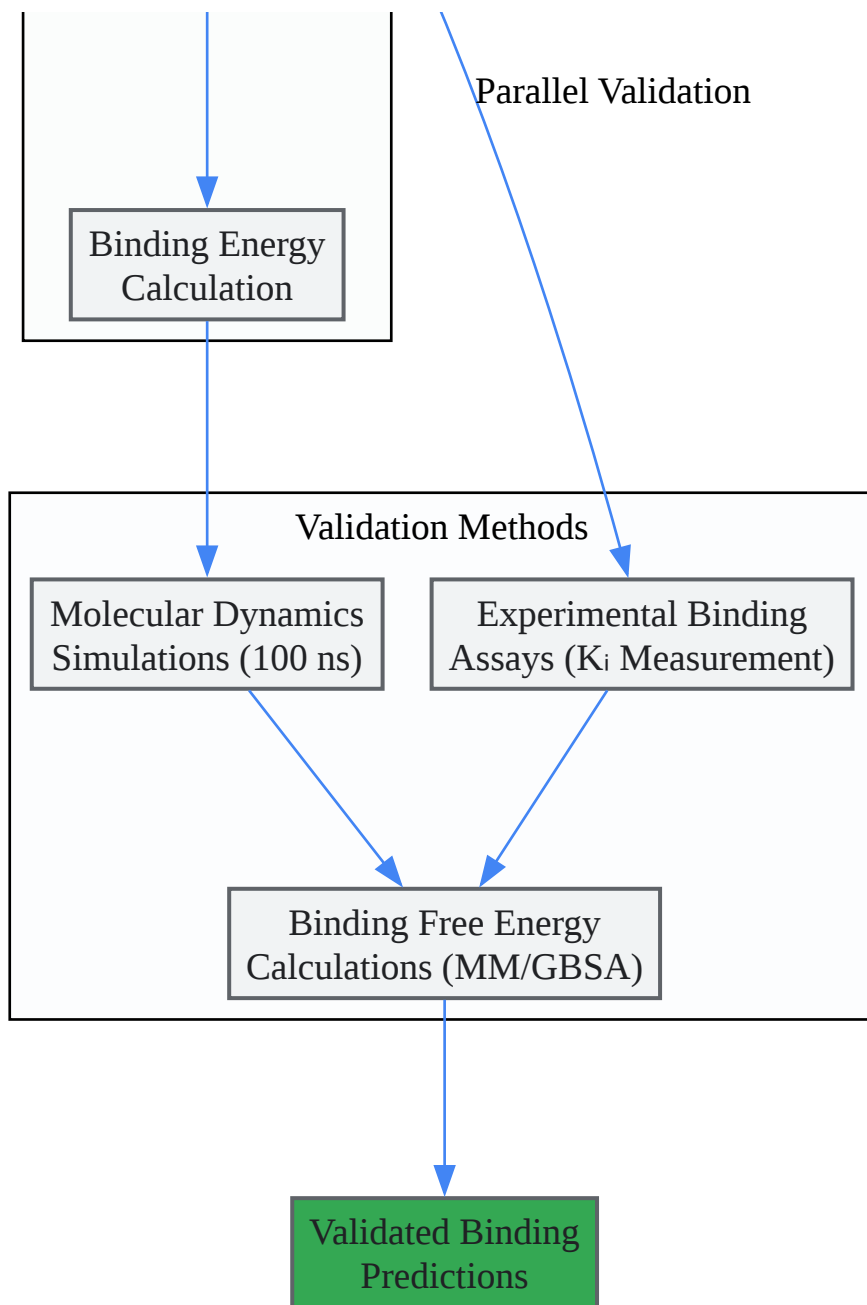 Parallel Validation
Binding Energy
Calculation
Validation Methods
Molecular Dynamics
Simulations (100 ns)
Experimental Binding
Assays (Kᵢ Measurement)
Binding Free Energy
Calculations (MM/GBSA)
Validated Binding
Predictions